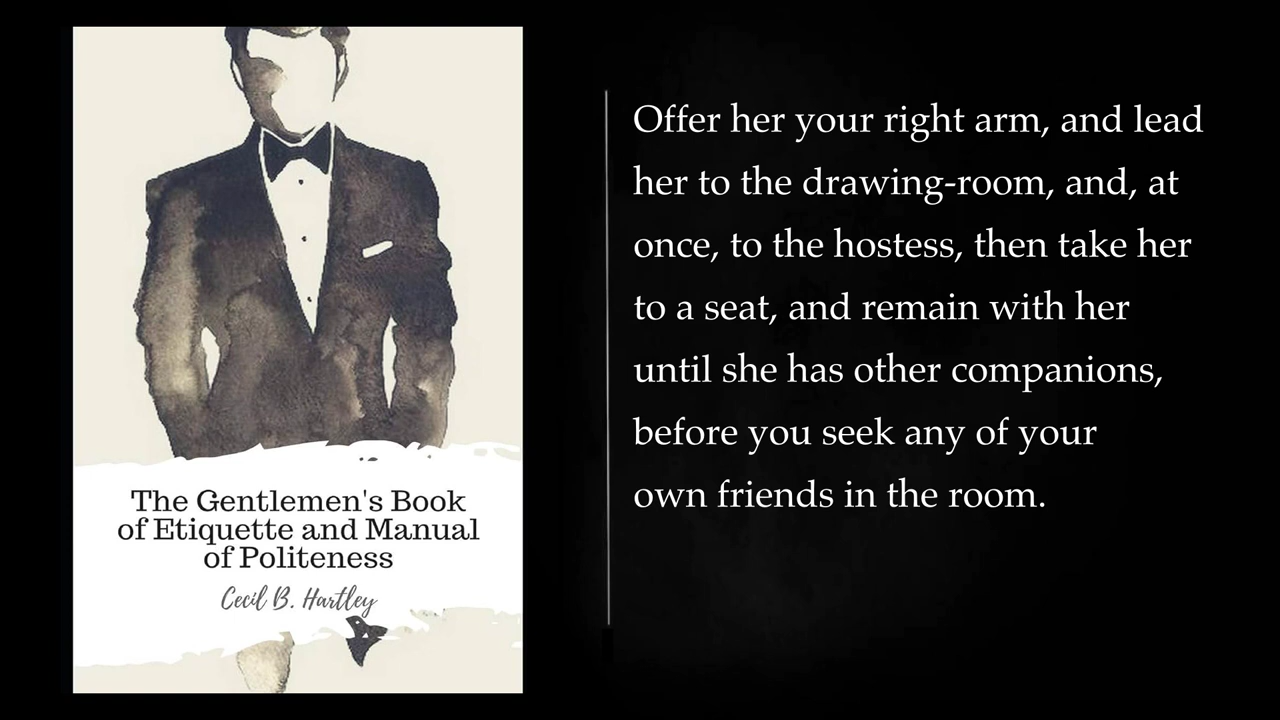 The Gentlemen's Book
of Etiquette and Manual
of Politeness
Cecil B. Hartley
Offer her your right arm, and lead
her to the drawing-room, and, at
once, to the hostess, then take her
to a seat, and remain with her
until she has other companions,
before you seek any of your
own friends in the room.